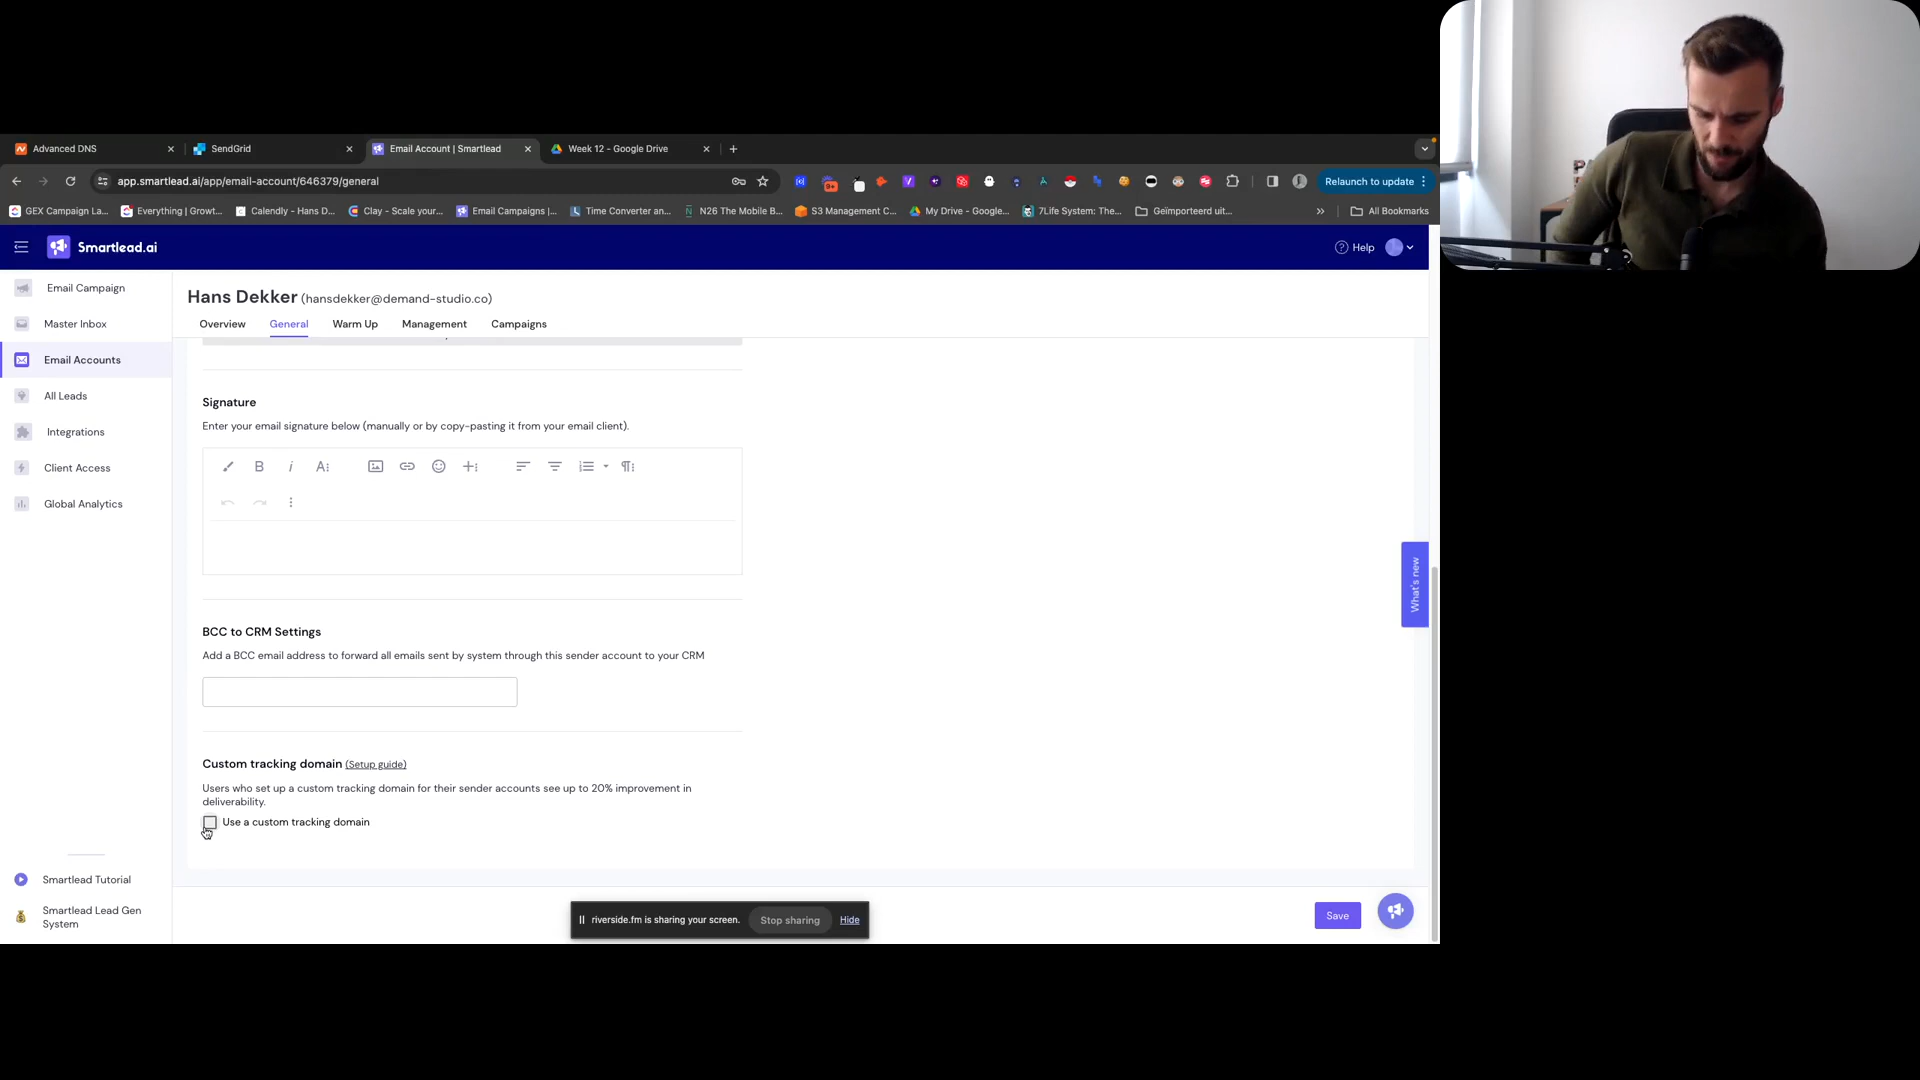 Advanced DNS
SendGrid
Email Account | Smartlead
Week 12 - Google Drive
app.smartlead.ai/app/email-account/646379/general
9+
Relaunch to update
GEX Campaign La...
Everything | Growt...
Calendly - Hans D...
Clay - Scale your...
Email Campaigns |...
Time Converter an...
N26 The Mobile B...
S3 Management C...
My Drive - Google...
7Life System: The...
Geïmporteerd uit...
All Bookmarks
Smartlead.ai
Help
Email Campaign
Master Inbox
Email Accounts
All Leads
Integrations
Client Access
Global Analytics
Smartlead Tutorial
Smartlead Lead Gen
System
Hans Dekker (hansdekker@demand-studio.co)
Overview
General
Warm Up
Management
Campaigns
Signature
Enter your email signature below (manually or by copy-pasting it from your email client).
BCC to CRM Settings
Add a BCC email address to forward all emails sent by system through this sender account to your CRM
Custom tracking domain (Setup guide)
Users who set up a custom tracking domain for their sender accounts see up to 20% improvement in
deliverability.
Use a custom tracking domain
What's new
riverside.fm is sharing your screen.
Stop sharing
Hide
Save